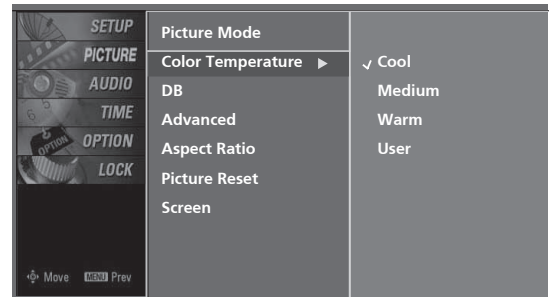 SETUP
PICTURE
AUDIO
TIME
OPTION
LOCK
Move MENU Prev
Picture Mode
Color Temperature ▶
DB
Advanced
Aspect Ratio
Picture Reset
Screen
✓ Cool
Medium
Warm
User